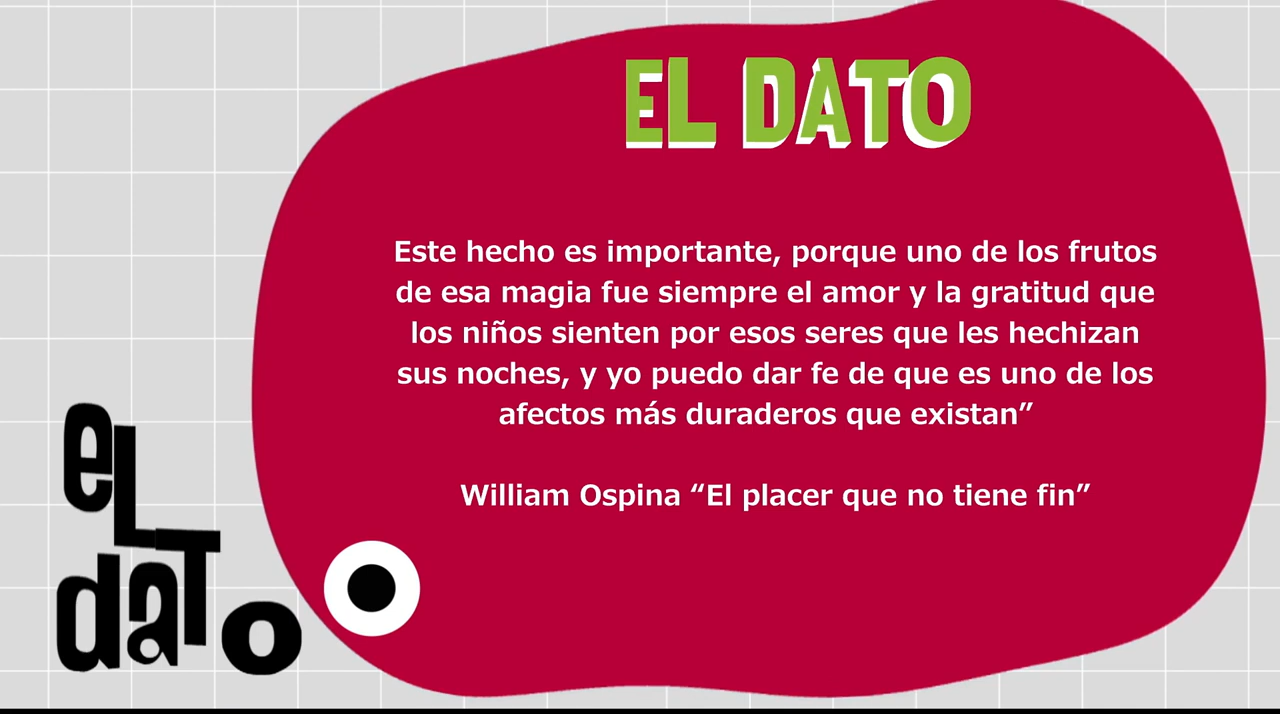 EL DATO
Este hecho es importante, porque uno de los frutos
de esa magia fue siempre el amor y la gratitud que
los niños sienten por esos seres que les hechizan
sus noches, y yo puedo dar fe de que es uno de los
afectos más duraderos que existan”
William Ospina “El placer que no tiene fin”
eL
daTo